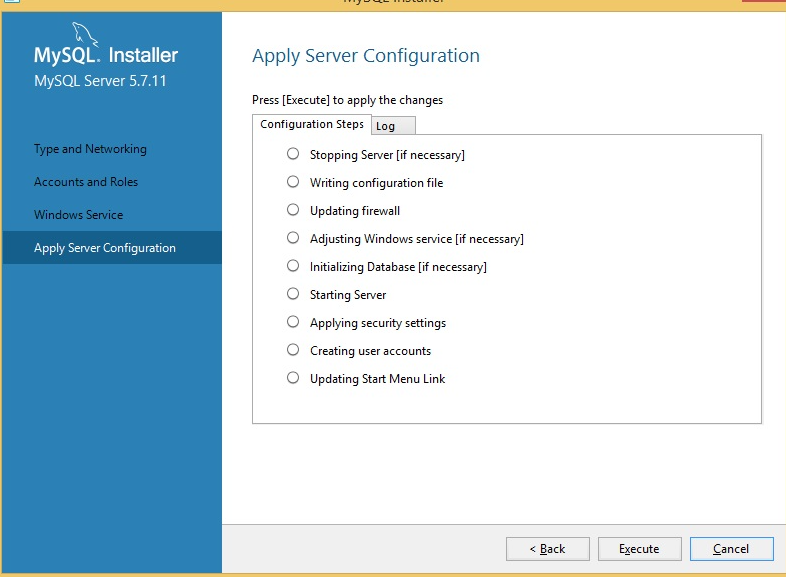 MySQL Installer
MySQL. Installer
MySQL Server 5.7.11
Type and Networking
Accounts and Roles
Windows Service
Apply Server Configuration
Apply Server Configuration
Press [Execute] to apply the changes
Configuration Steps
Log
Stopping Server [if necessary]
Writing configuration file
Updating firewall
Adjusting Windows service [if necessary]
Initializing Database [if necessary]
Starting Server
Applying security settings
Creating user accounts
Updating Start Menu Link
< Back
Execute
Cancel